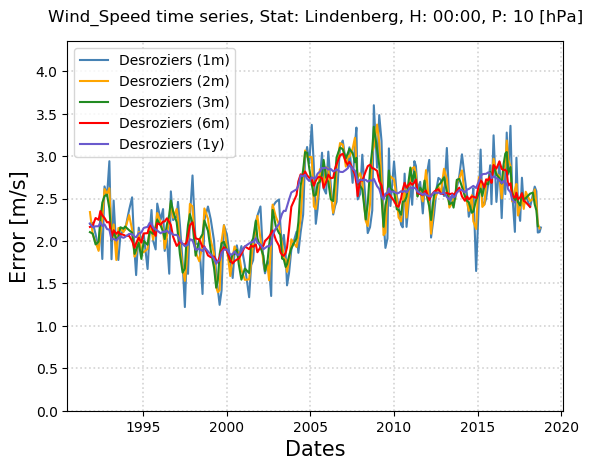 Wind_Speed time series, Stat: Lindenberg, H: 00:00, P: 10 [hPa]
Desroziers (1m)
Desroziers (2m)
Desroziers (3m)
Desroziers (6m)
Desroziers (1y)
Error [m/s]
4.0
3.5
3.0
2.5
2.0
1.5
1.0
0.5
0.0
1995 2000 2005 2010 2015 2020
Dates